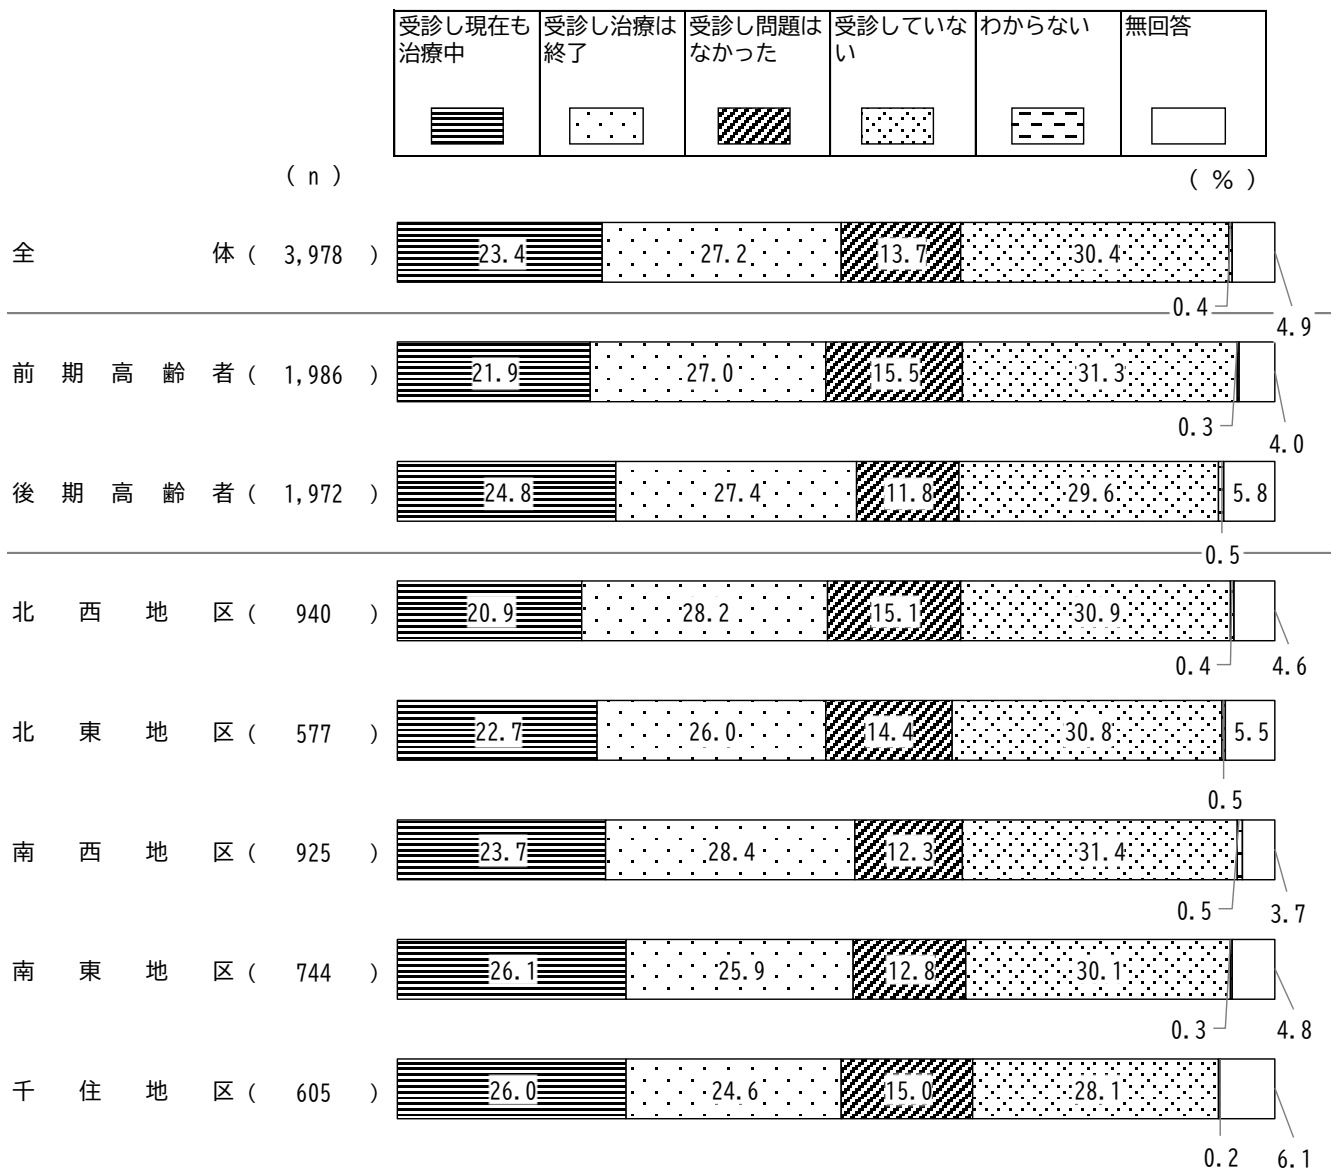 受診し現在も
治療中
受診し治療は
終了
受診し問題は
なかった
受診していな
い
わからない
無回答
( n )
( % )
全体 ( 3,978 ) 23.4 27.2 13.7 30.4
0.4 4.9
前期高齢者 ( 1,986 ) 21.9 27.0 15.5 31.3
0.3 4.0
後期高齢者 ( 1,972 ) 24.8 27.4 11.8 29.6 5.8
0.5
北西地区 ( 940 ) 20.9 28.2 15.1 30.9
0.4 4.6
北東地区 ( 577 ) 22.7 26.0 14.4 30.8 5.5
0.5
南西地区 ( 925 ) 23.7 28.4 12.3 31.4
0.5 3.7
南東地区 ( 744 ) 26.1 25.9 12.8 30.1
0.3 4.8
千住地区 ( 605 ) 26.0 24.6 15.0 28.1
0.2 6.1